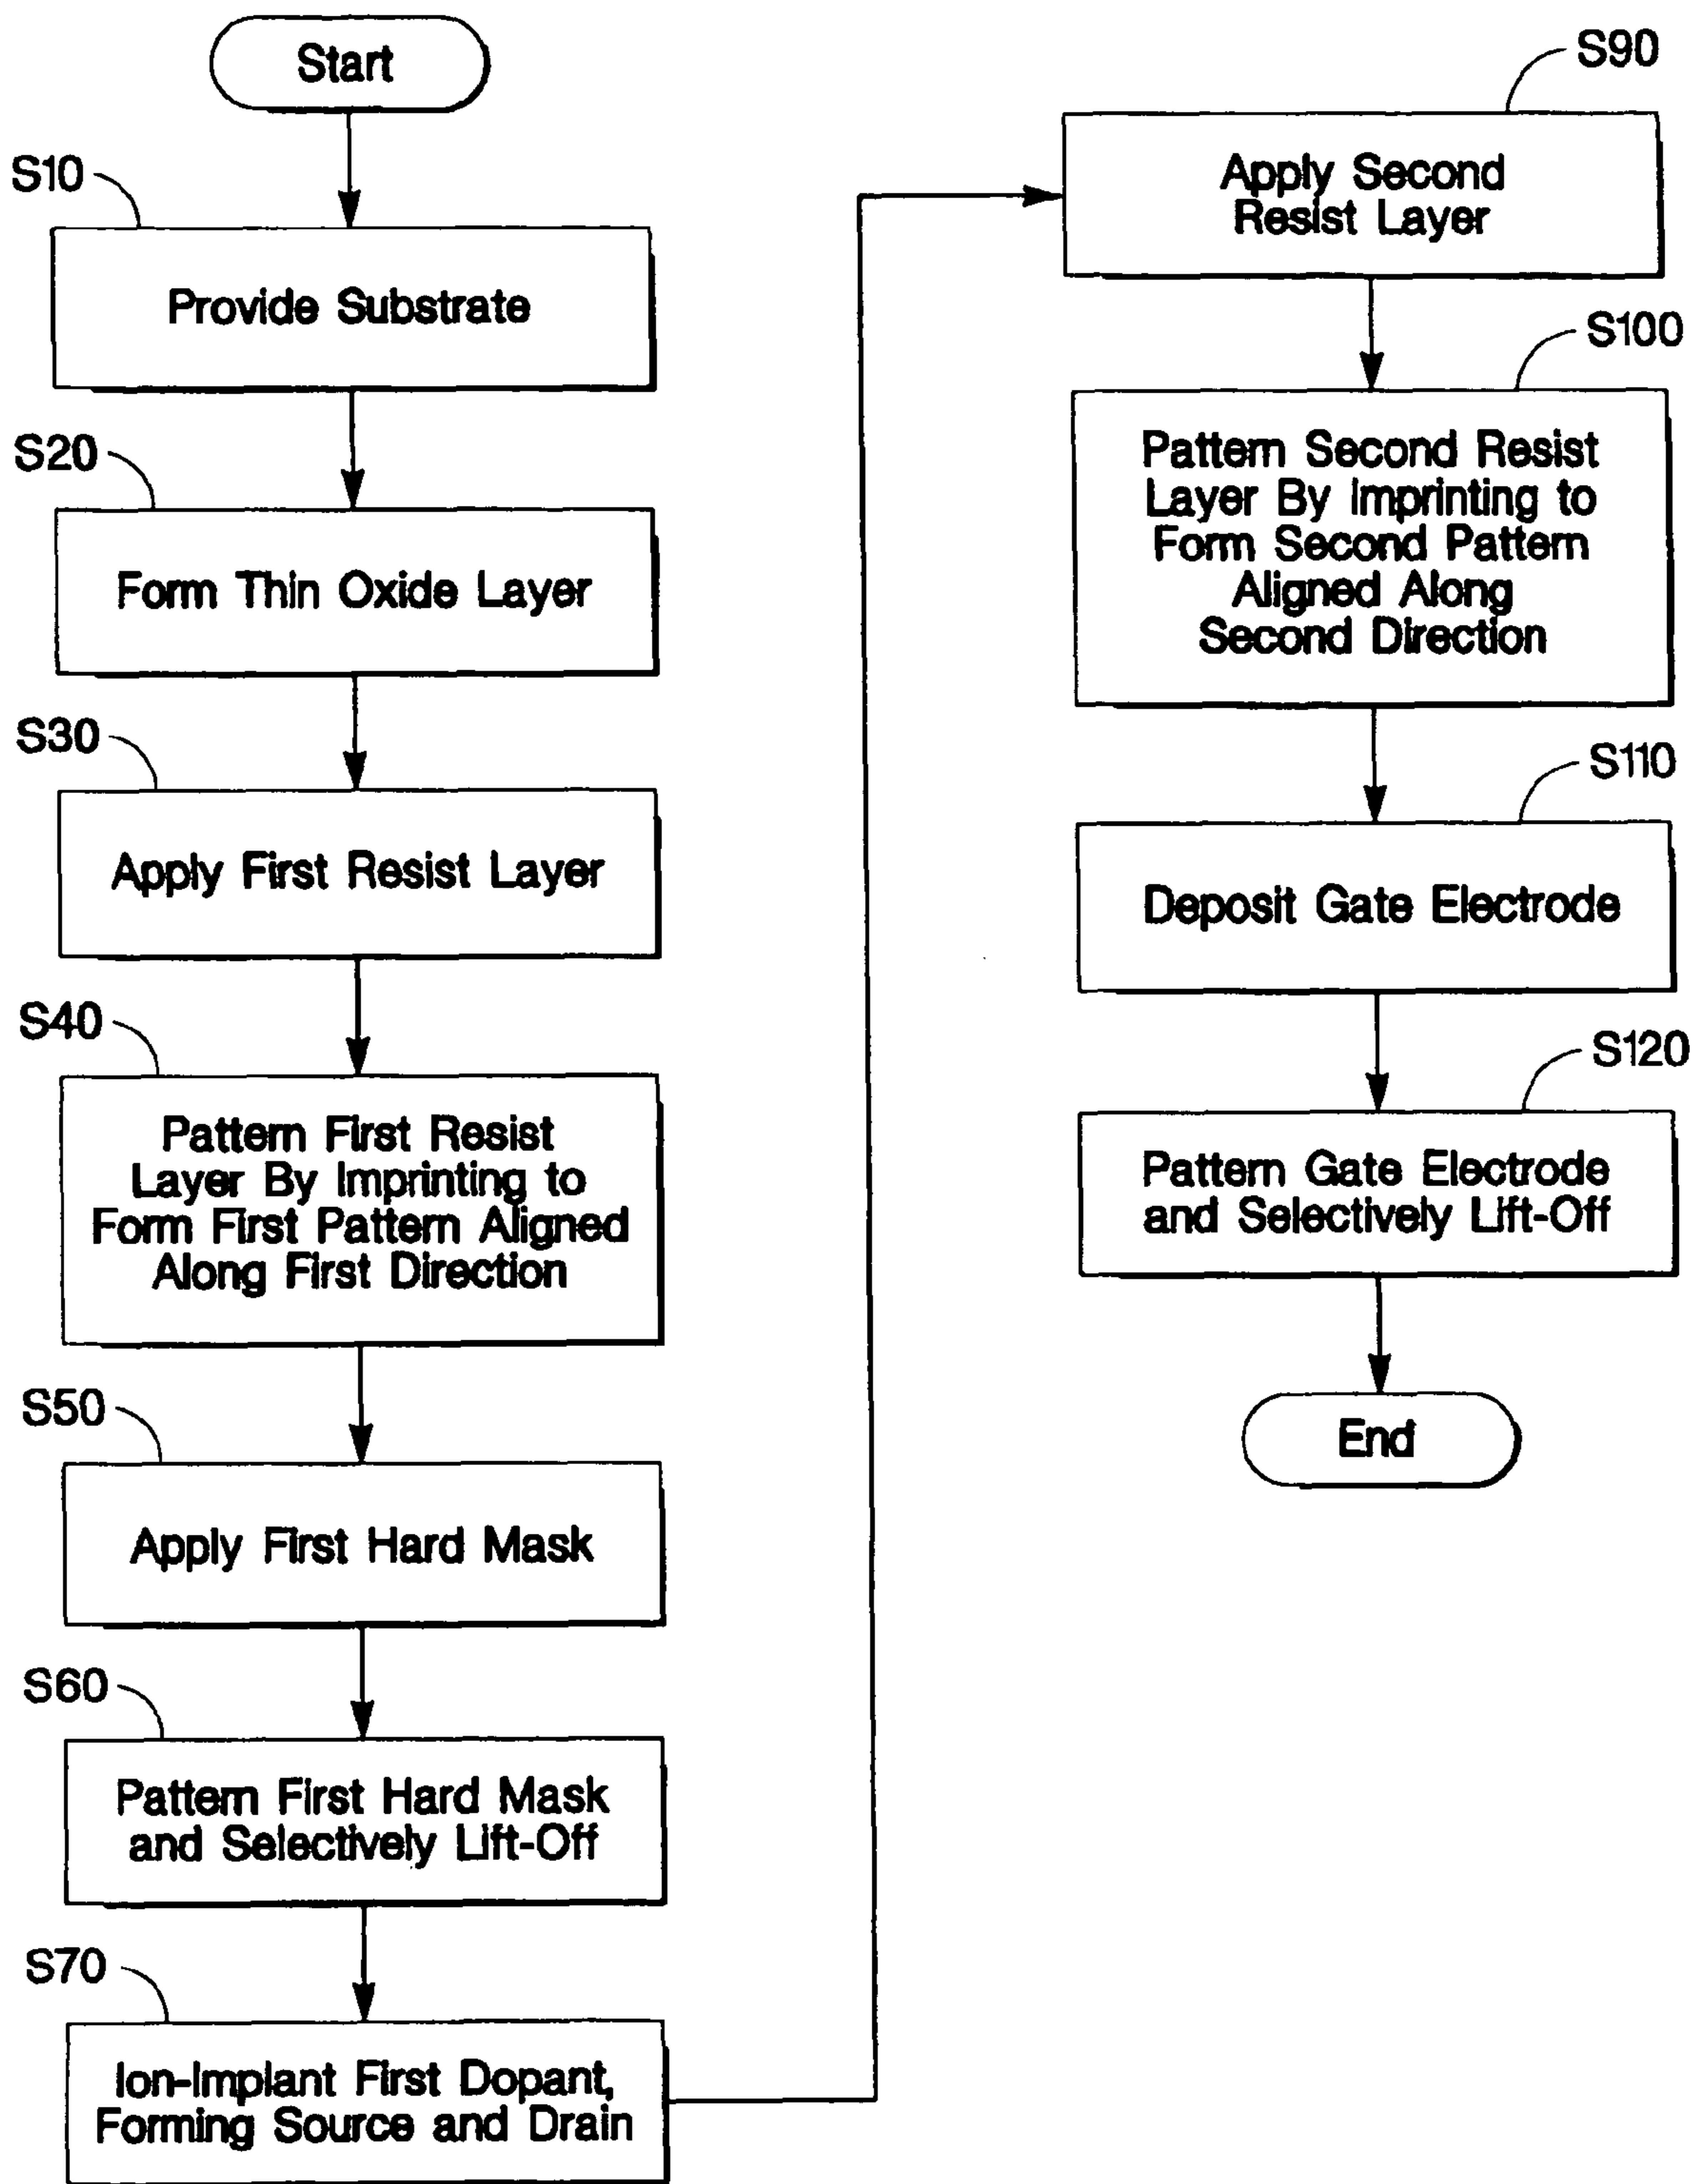 Start
S10
Provide Substrate
S20
Form Thin Oxide Layer
S30
Apply First Resist Layer
S40
Pattern First Resist
Layer By Imprinting to
Form First Pattern Aligned
Along First Direction
S50
Apply First Hard Mask
S60
Pattern First Hard Mask
and Selectively Lift-Off
S70
Ion-Implant First Dopant,
Forming Source and Drain
S90
Apply Second
Resist Layer
S100
Pattern Second Resist
Layer By Imprinting to
Form Second Pattern
Aligned Along
Second Direction
S110
Deposit Gate Electrode
S120
Pattern Gate Electrode
and Selectively Lift-Off
End